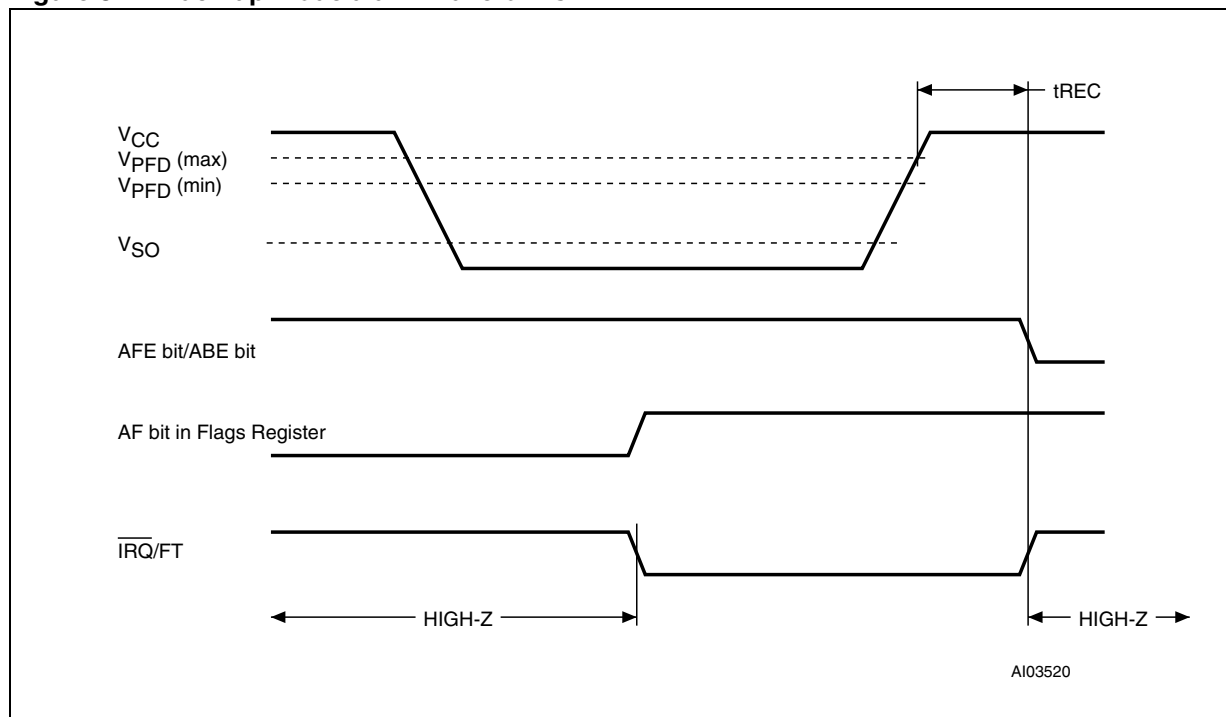 tREC
VCC
VPFD (max)
VPFD (min)
VSO
AFE bit/ABE bit
AF bit in Flags Register
IRQ/FT
HIGH-Z
HIGH-Z
AI03520